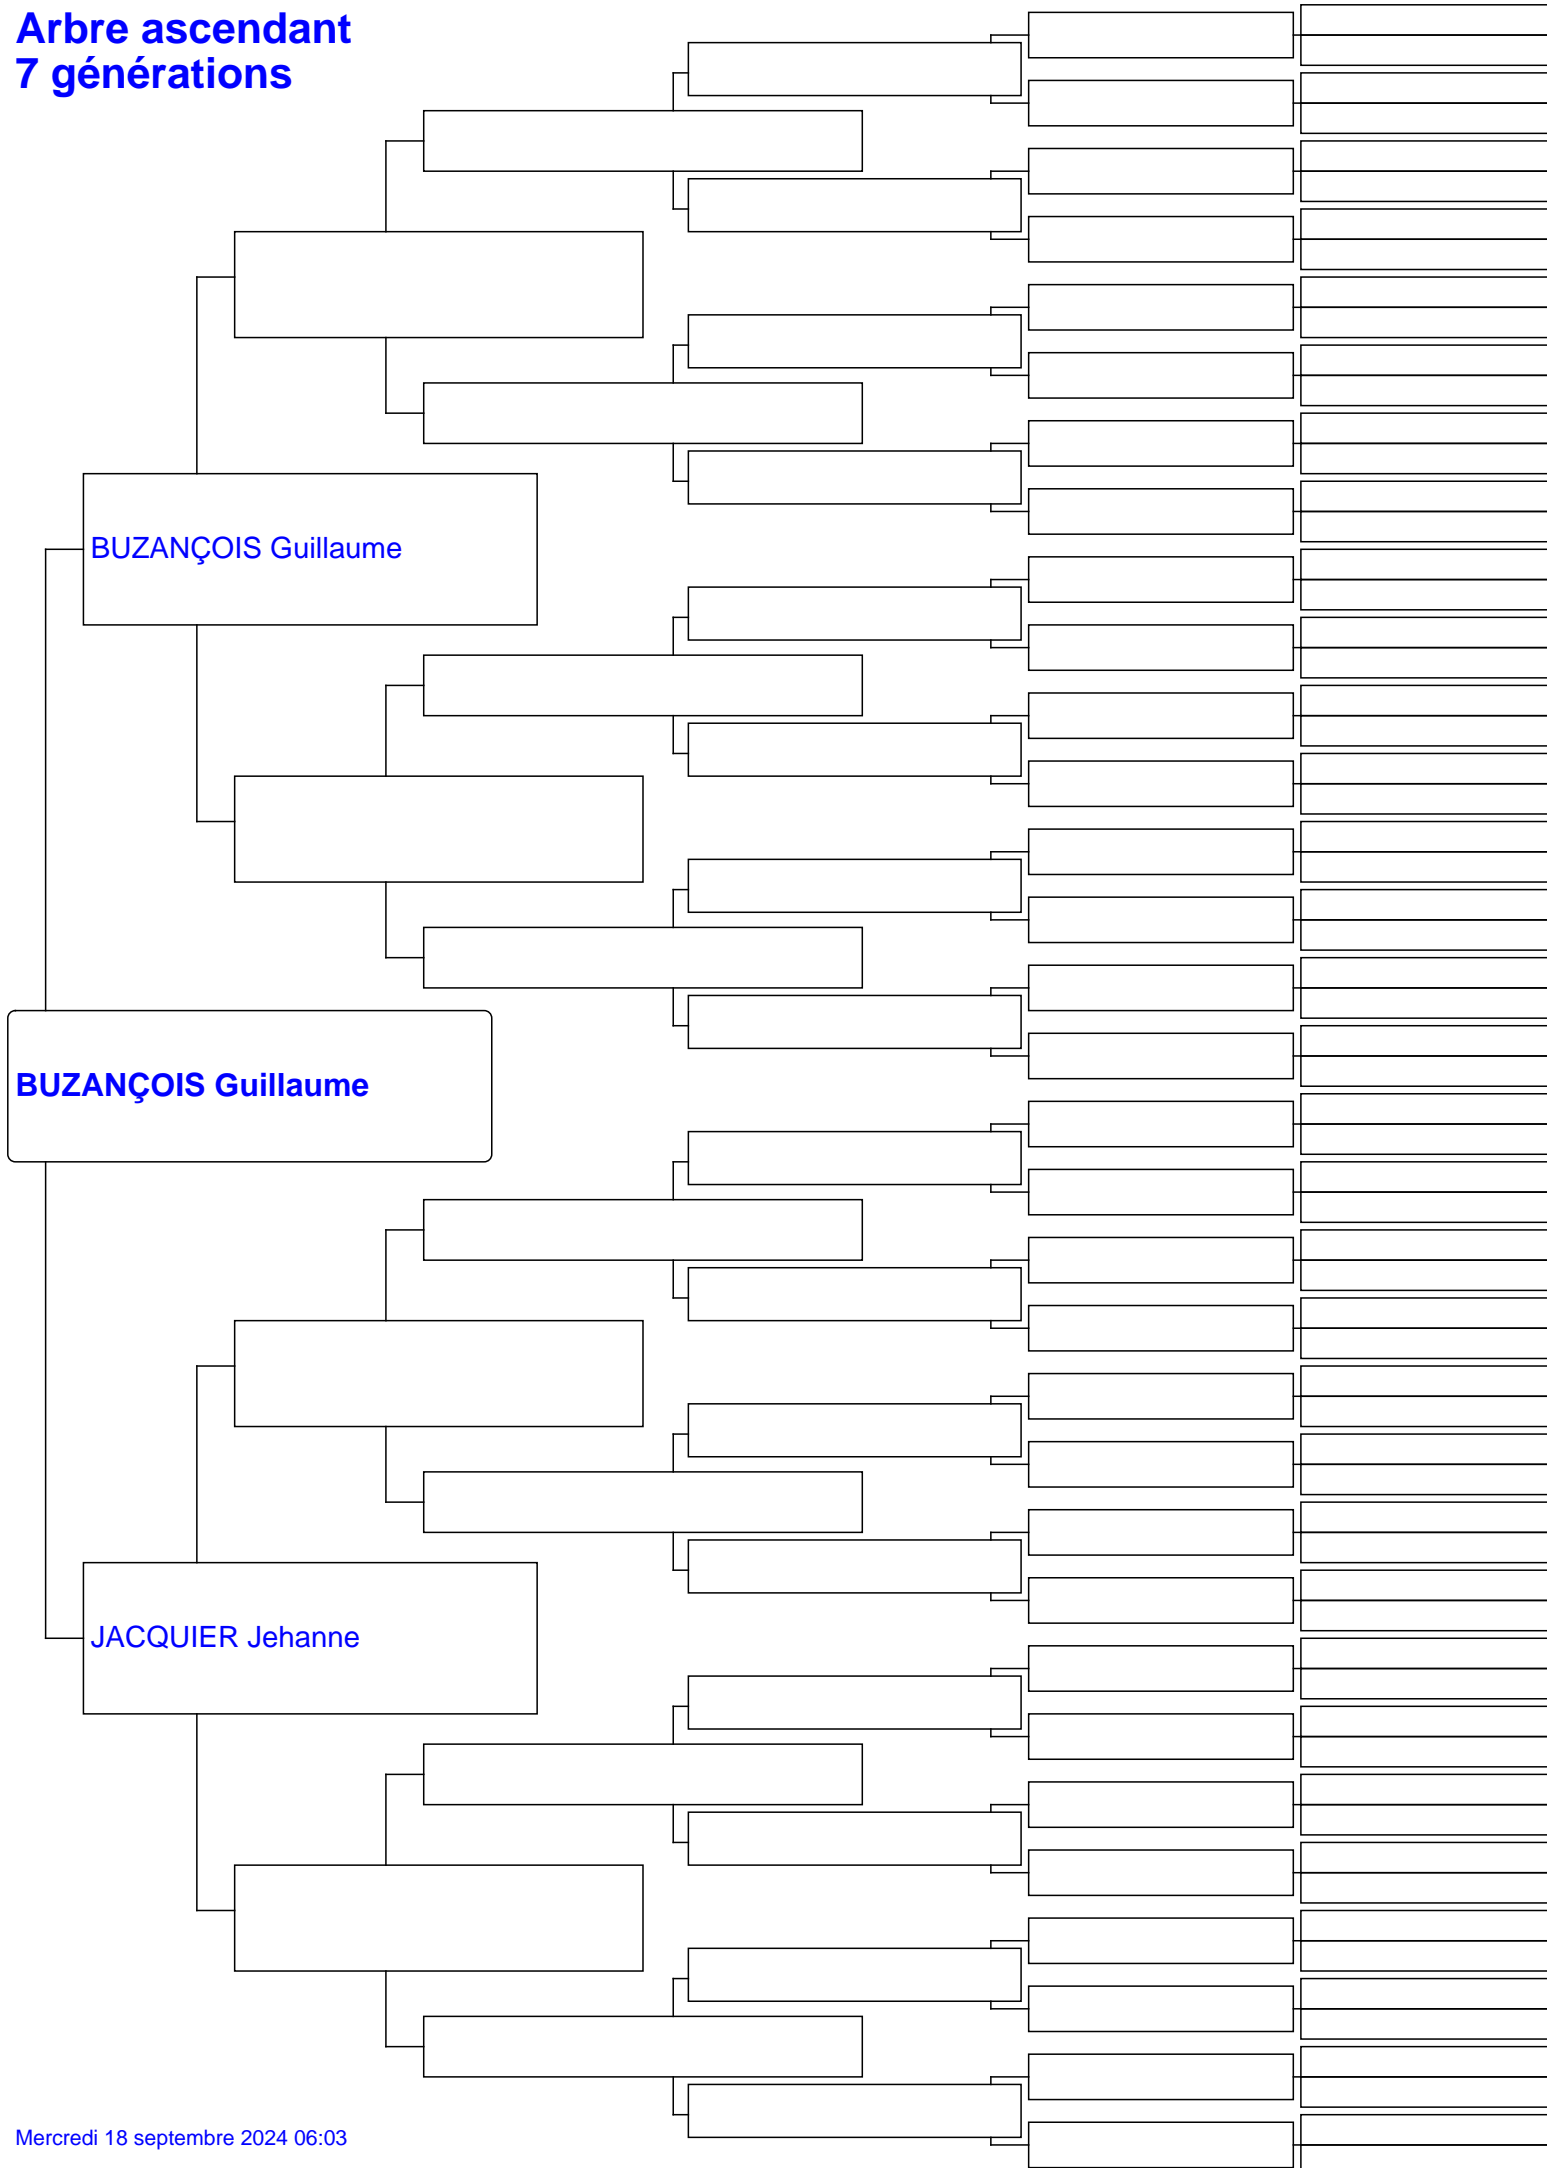 Arbre ascendant
7 générations
BUZANÇOIS Guillaume
BUZANÇOIS Guillaume
JACQUIER Jehanne
Mercredi 18 septembre 2024 06:03